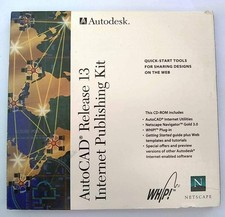 Autodesk.
QUICK-START TOOLS
FOR SHARING DESIGNS
ON THE WEB
AutoCAD® Release 13
Internet Publishing Kit
This CD-ROM includes:
• AutoCAD Internet Utilities
• Netscape Navigator™ Gold 3.0
• WHIP!™ Plug-in
• Getting Started guide plus Web
templates and tutorials
• Special offers and preview
versions of other Autodesk®
Internet-enabled software
WHIP!
N
NETSCAPE